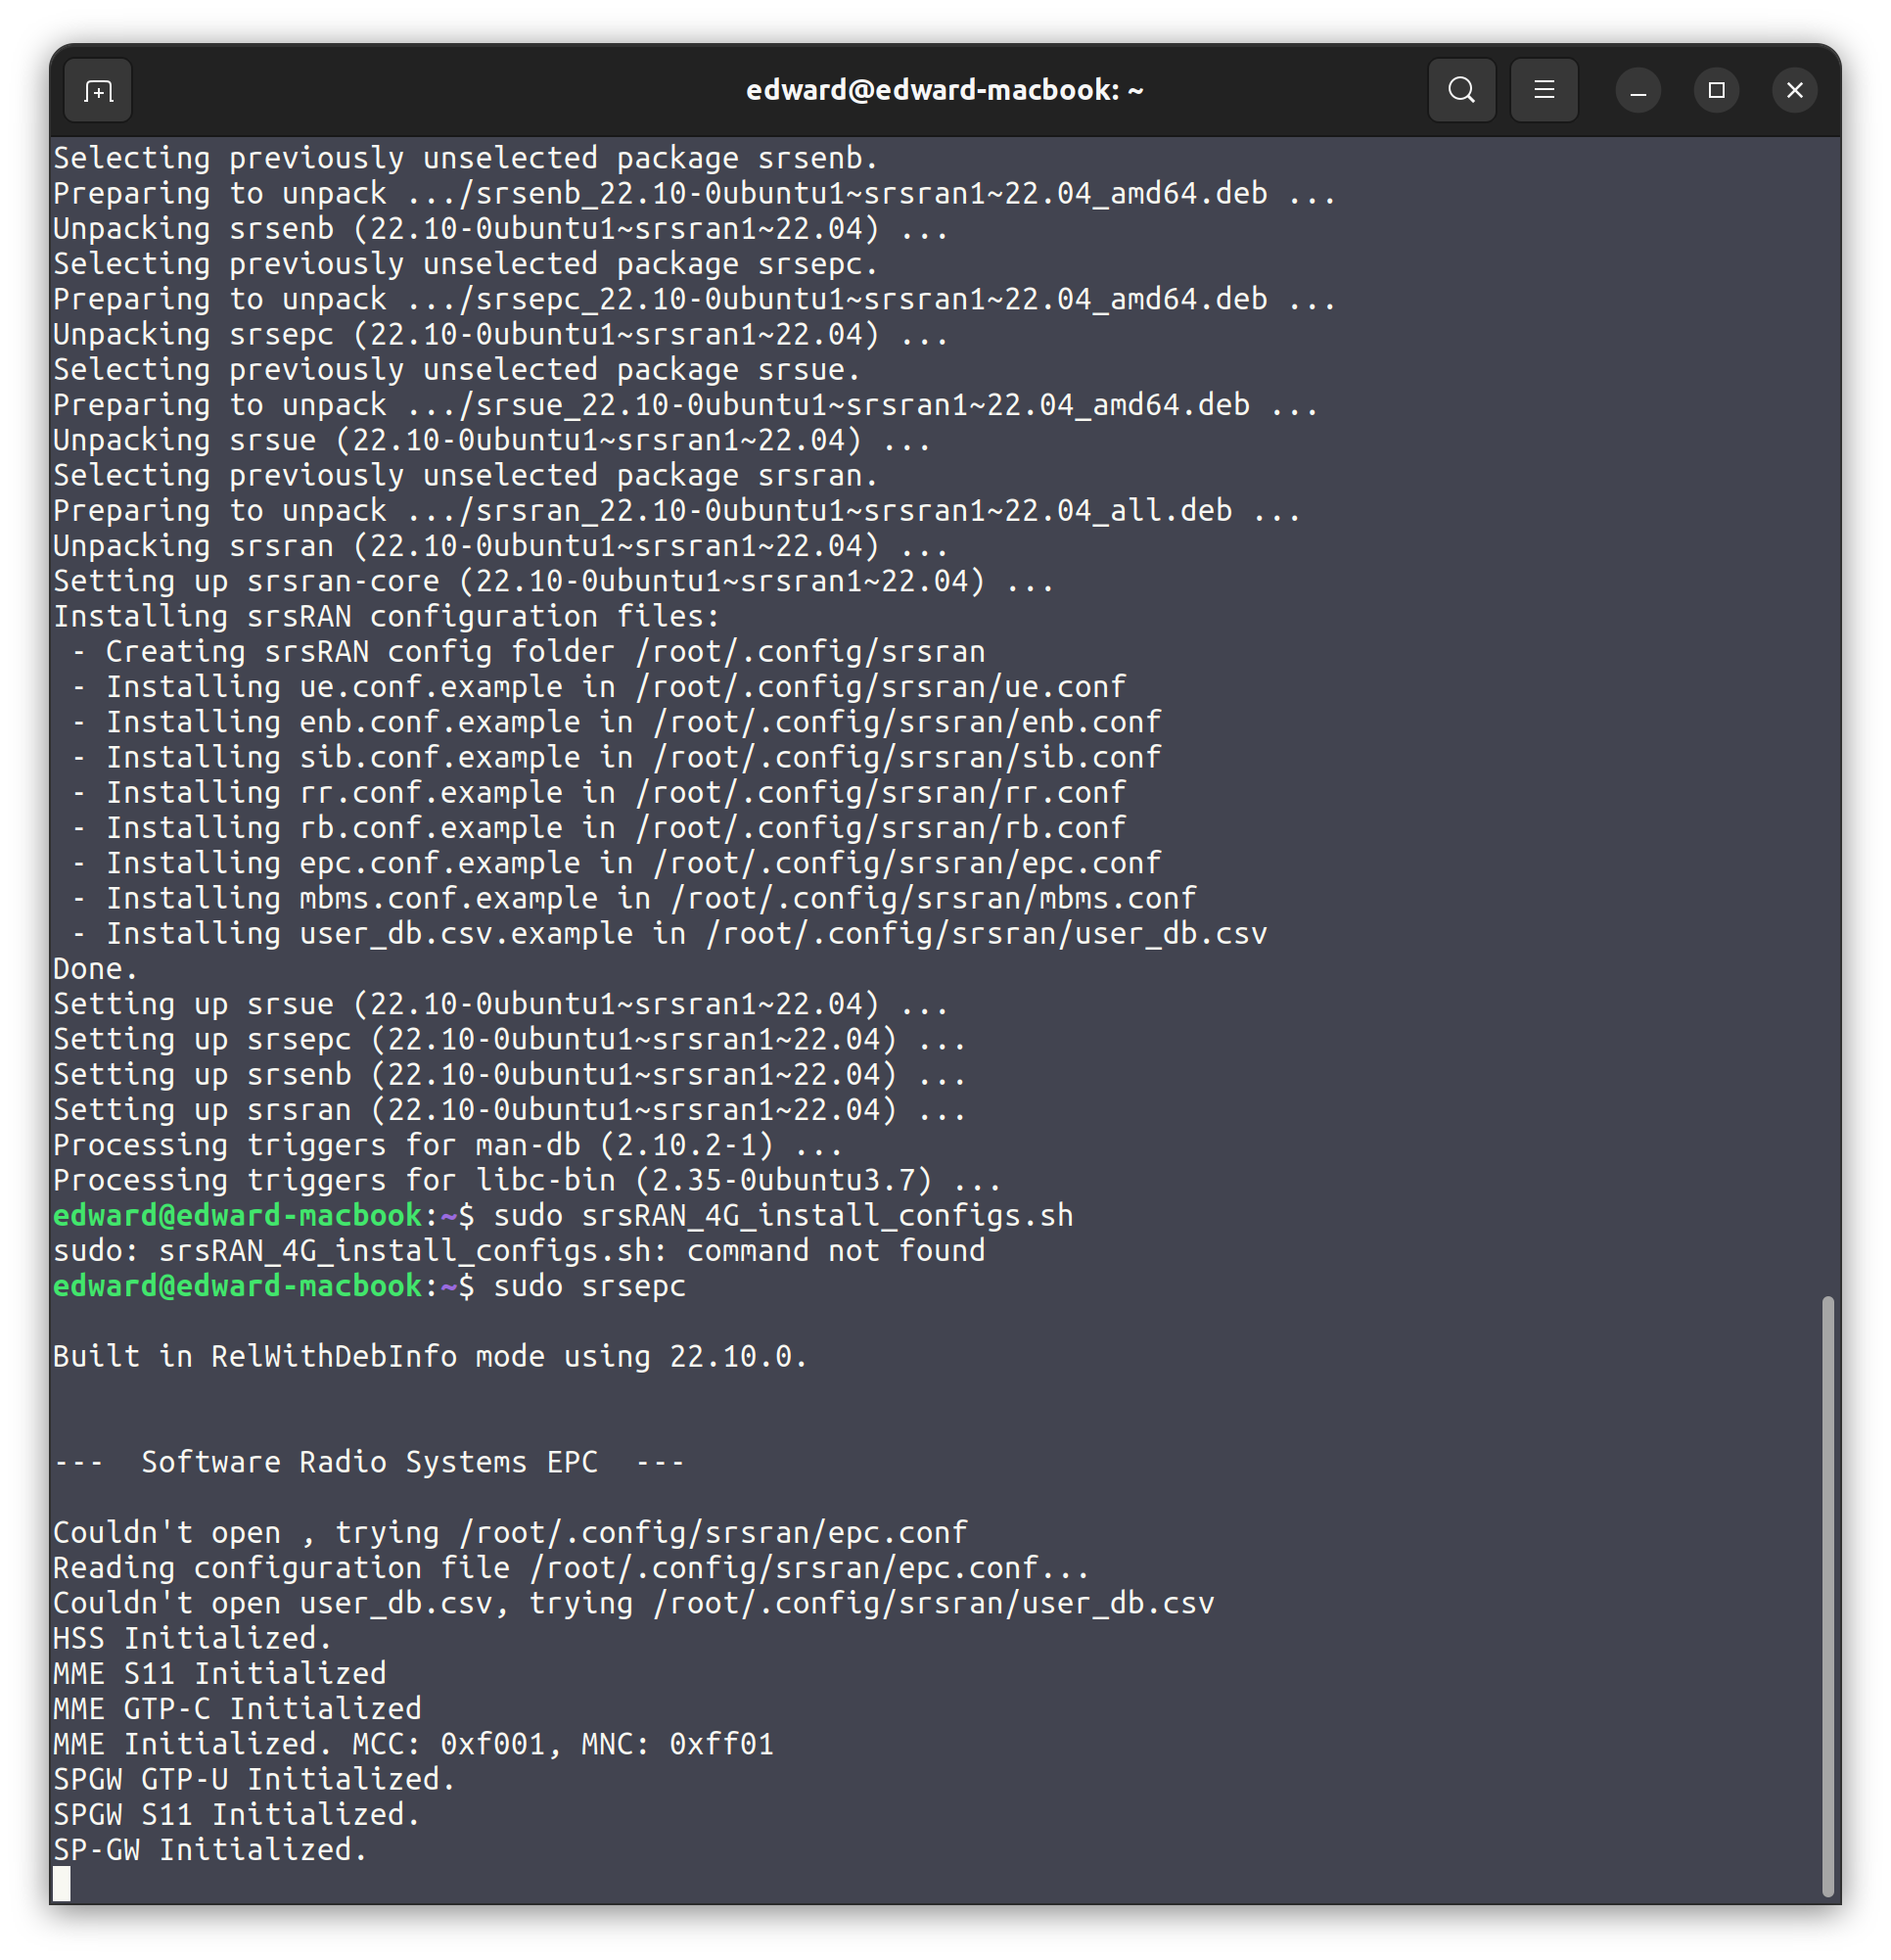 edward@edward-macbook: ~
Selecting previously unselected package srsenb.
Preparing to unpack .../srsenb_22.10-0ubuntu1~srsran1~22.04_amd64.deb ...
Unpacking srsenb (22.10-0ubuntu1~srsran1~22.04) ...
Selecting previously unselected package srsepc.
Preparing to unpack .../srsepc_22.10-0ubuntu1~srsran1~22.04_amd64.deb ...
Unpacking srsepc (22.10-0ubuntu1~srsran1~22.04) ...
Selecting previously unselected package srsue.
Preparing to unpack .../srsue_22.10-0ubuntu1~srsran1~22.04_amd64.deb ...
Unpacking srsue (22.10-0ubuntu1~srsran1~22.04) ...
Selecting previously unselected package srsran.
Preparing to unpack .../srsran_22.10-0ubuntu1~srsran1~22.04_all.deb ...
Unpacking srsran (22.10-0ubuntu1~srsran1~22.04) ...
Setting up srsran-core (22.10-0ubuntu1~srsran1~22.04) ...
Installing srsRAN configuration files:
 - Creating srsRAN config folder /root/.config/srsran
 - Installing ue.conf.example in /root/.config/srsran/ue.conf
 - Installing enb.conf.example in /root/.config/srsran/enb.conf
 - Installing sib.conf.example in /root/.config/srsran/sib.conf
 - Installing rr.conf.example in /root/.config/srsran/rr.conf
 - Installing rb.conf.example in /root/.config/srsran/rb.conf
 - Installing epc.conf.example in /root/.config/srsran/epc.conf
 - Installing mbms.conf.example in /root/.config/srsran/mbms.conf
 - Installing user_db.csv.example in /root/.config/srsran/user_db.csv
Done.
Setting up srsue (22.10-0ubuntu1~srsran1~22.04) ...
Setting up srsepc (22.10-0ubuntu1~srsran1~22.04) ...
Setting up srsenb (22.10-0ubuntu1~srsran1~22.04) ...
Setting up srsran (22.10-0ubuntu1~srsran1~22.04) ...
Processing triggers for man-db (2.10.2-1) ...
Processing triggers for libc-bin (2.35-0ubuntu3.7) ...
edward@edward-macbook:~$ sudo srsRAN_4G_install_configs.sh
sudo: srsRAN_4G_install_configs.sh: command not found
edward@edward-macbook:~$ sudo srsepc
Built in RelWithDebInfo mode using 22.10.0.
---  Software Radio Systems EPC  ---
Couldn't open , trying /root/.config/srsran/epc.conf
Reading configuration file /root/.config/srsran/epc.conf...
Couldn't open user_db.csv, trying /root/.config/srsran/user_db.csv
HSS Initialized.
MME S11 Initialized
MME GTP-C Initialized
MME Initialized. MCC: 0xf001, MNC: 0xff01
SPGW GTP-U Initialized.
SPGW S11 Initialized.
SP-GW Initialized.